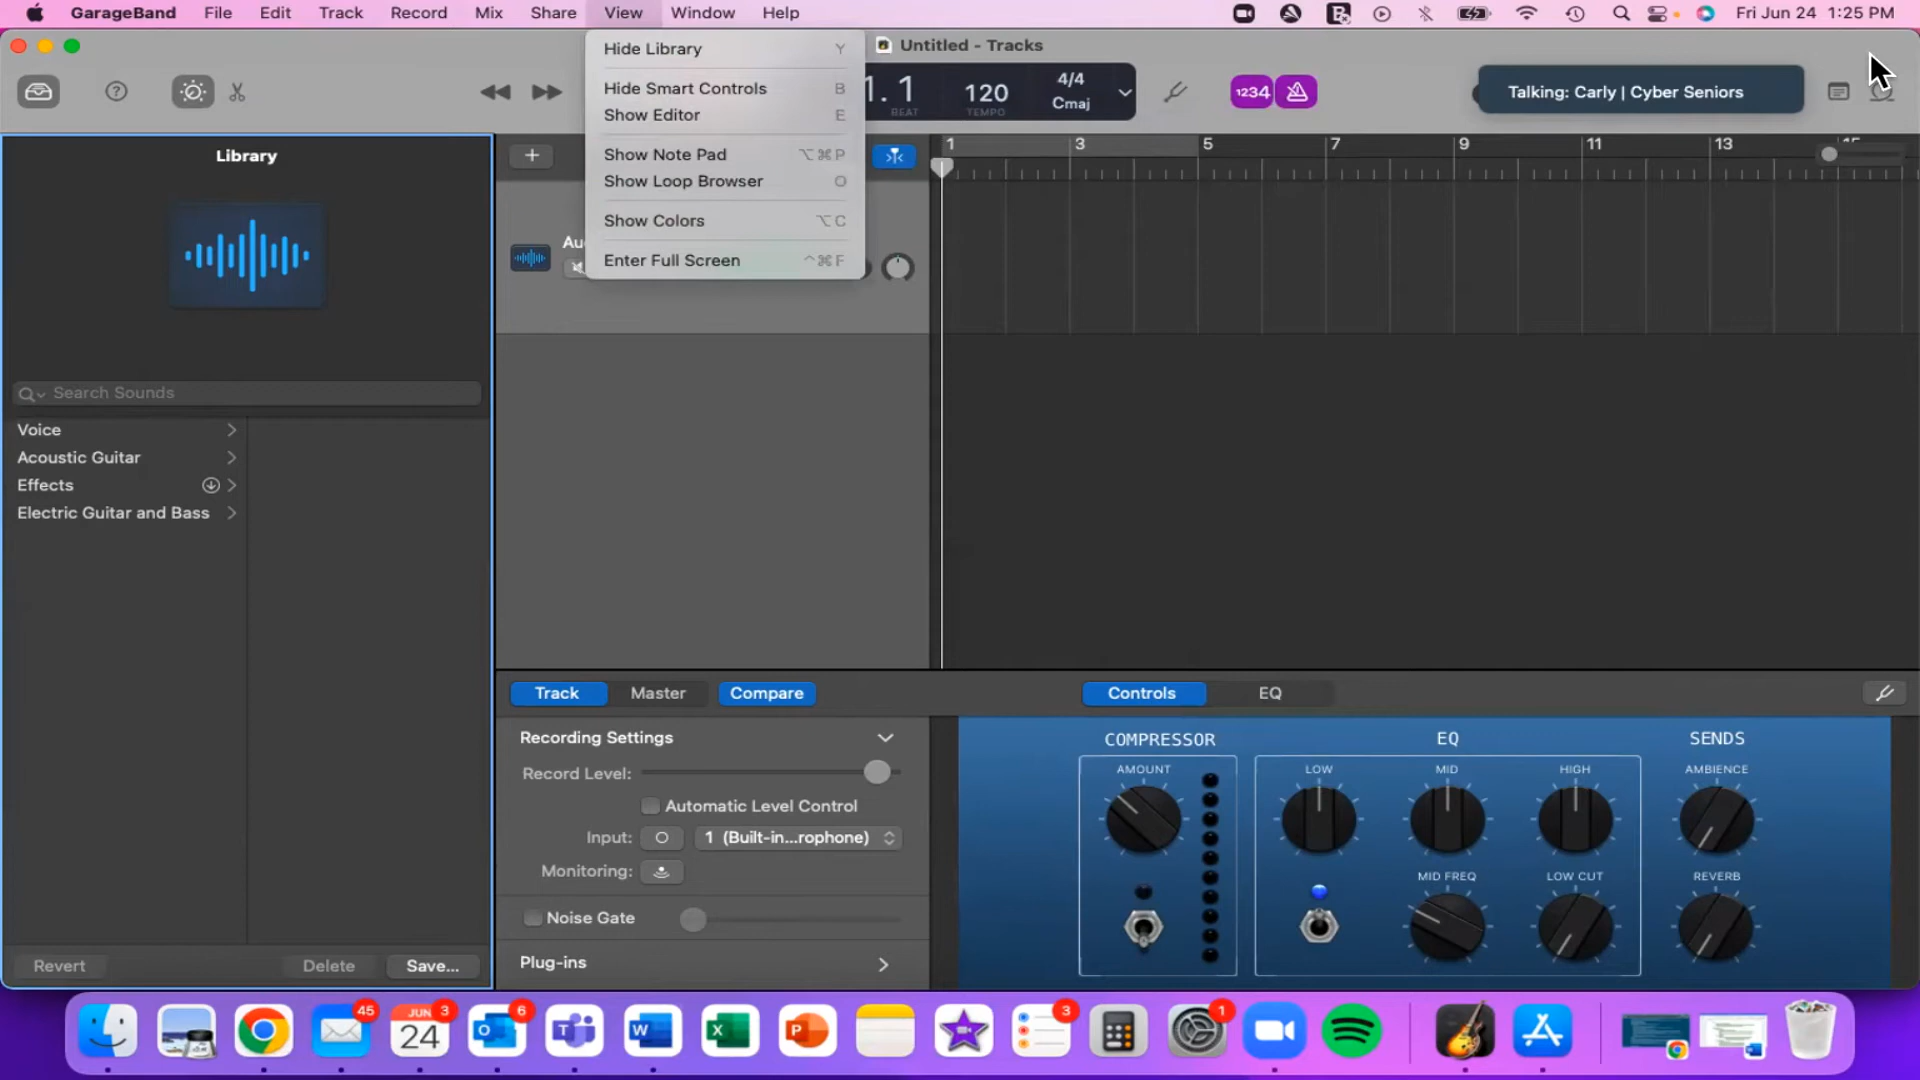 GarageBand File Edit Track Record Mix Share View Window Help Fri Jun 24 1:25 PM
Untitled - Tracks
Hide Library Y
Hide Smart Controls B
Show Editor E
Show Note Pad ⌥⌘P
Show Loop Browser O
Show Colors ⌥C
Enter Full Screen ^⌘F
1.1
BEAT
120
TEMPO
4/4
Cmaj
1234
Talking: Carly | Cyber Seniors
Library
1 3 5 7 9 11 13 15
Search Sounds
Voice
Acoustic Guitar
Effects
Electric Guitar and Bass
Revert Delete Save...
Track Master Compare Controls EQ
Recording Settings
Record Level:
Automatic Level Control
Input: 1 (Built-in...rophone)
Monitoring:
Noise Gate
Plug-ins
COMPRESSOR EQ SENDS
AMOUNT LOW MID HIGH AMBIENCE
MID FREQ LOW CUT REVERB
45 3 6 3 1
JUN
24